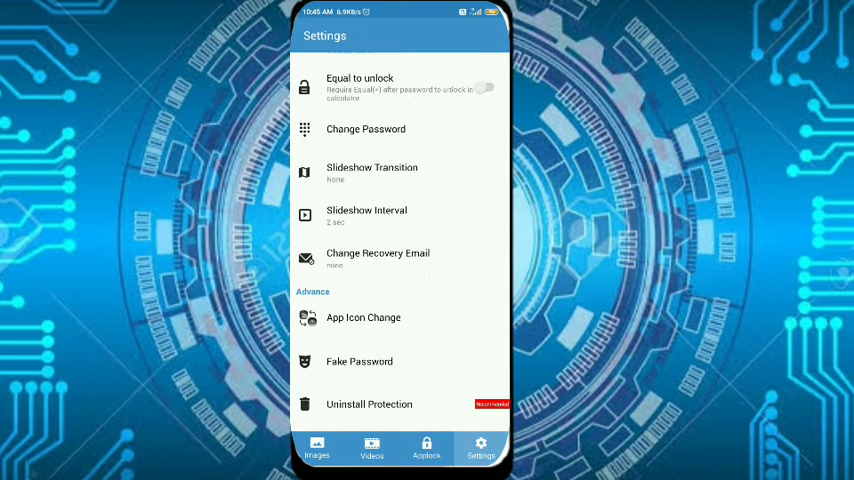 10:45 AM 6.9KB/s
Settings
Equal to unlock
Require Equal(=) after password to unlock in
calculator
Change Password
Slideshow Transition
None
Slideshow Interval
2 sec
Change Recovery Email
none
Advance
App Icon Change
Fake Password
Uninstall Protection
Recommended
Images
Videos
Applock
Settings